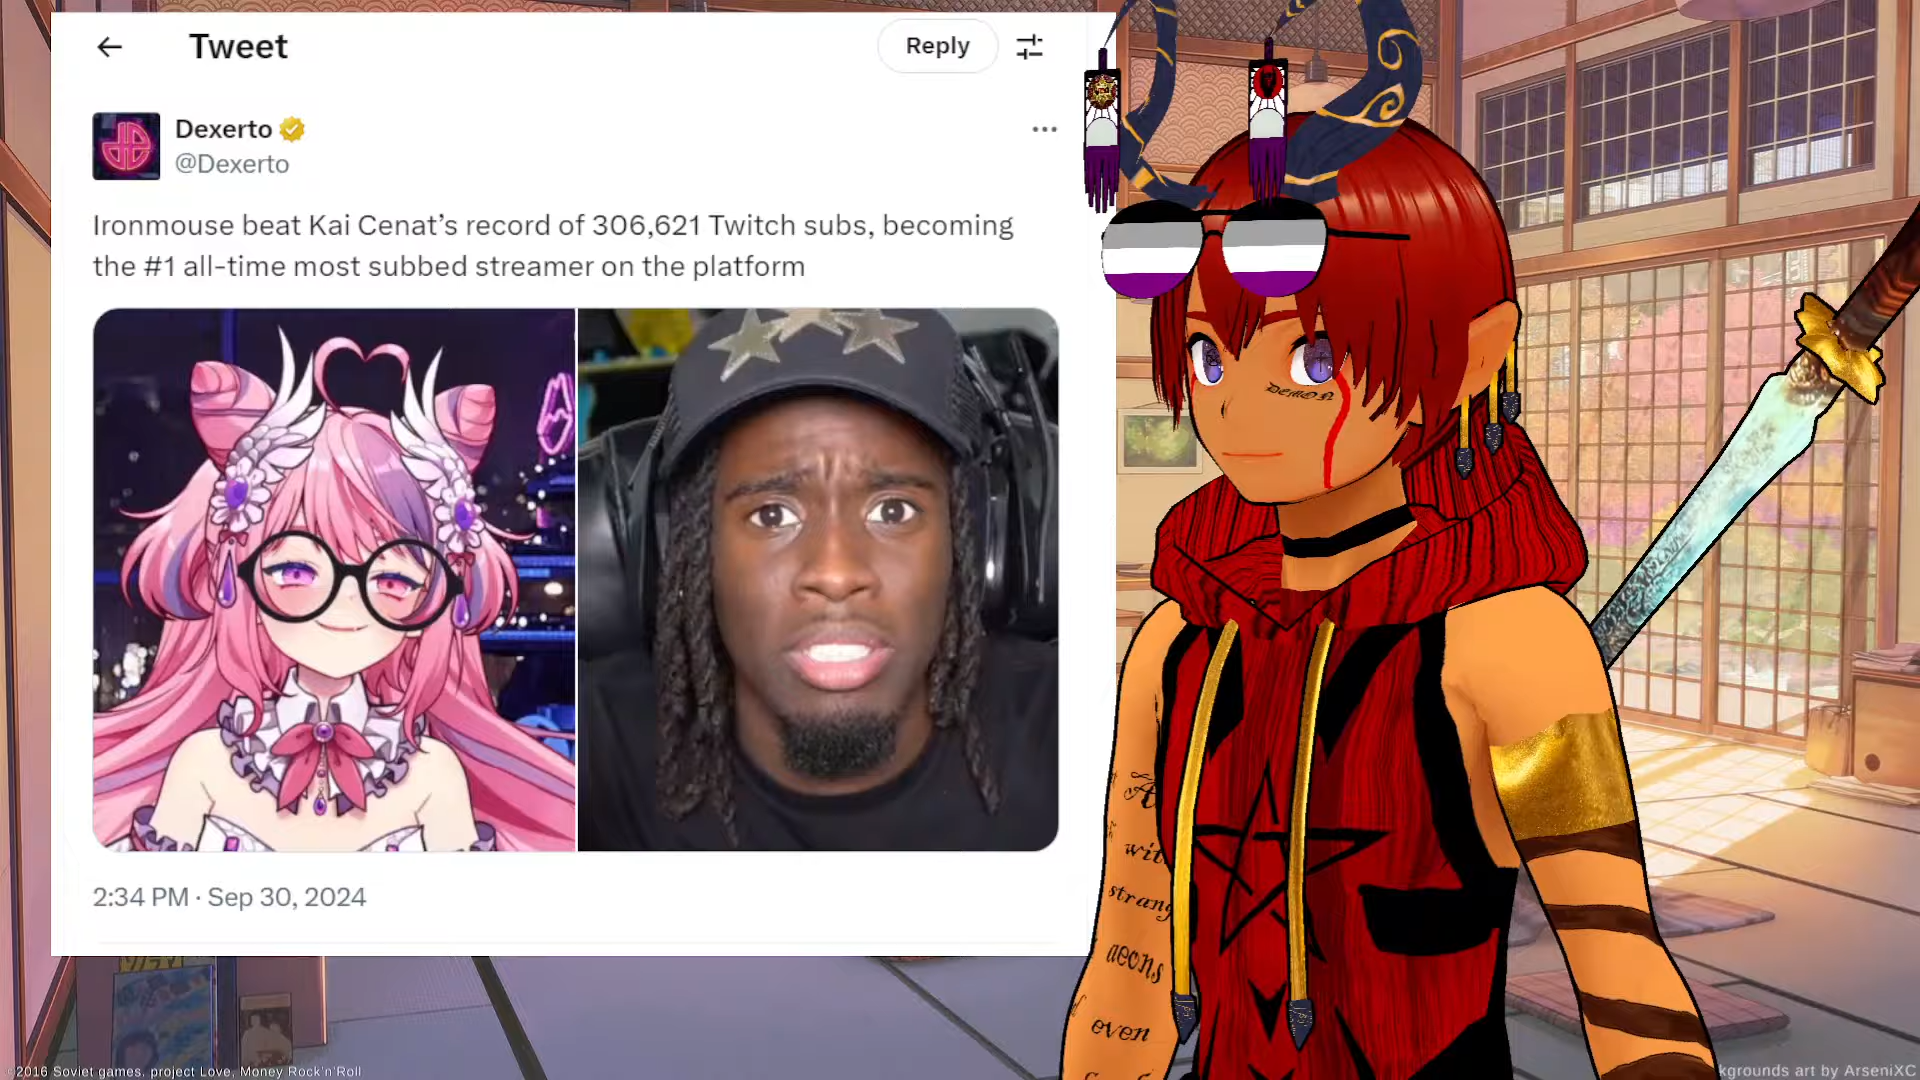 Tweet
Reply
Dexerto
@Dexerto
Ironmouse beat Kai Cenat’s record of 306,621 Twitch subs, becoming
the #1 all-time most subbed streamer on the platform
2:34 PM · Sep 30, 2024
DEMON
strang
aeons
even
©2016 Soviet games. project Love, Money Rock'n'Roll
kgrounds art by ArseniXC